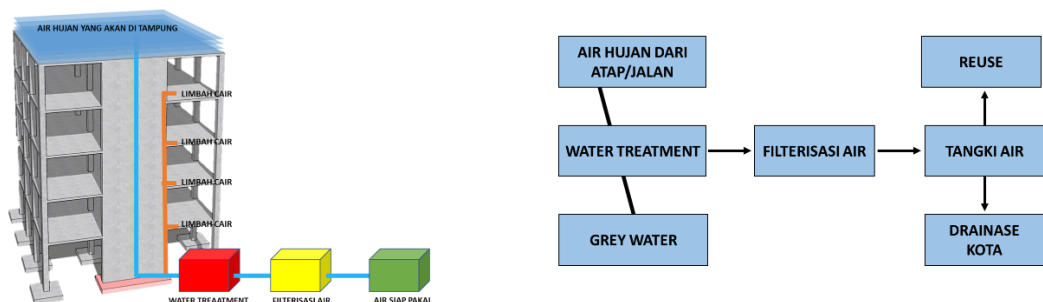 AIR HUJAN YANG AKAN DI TAMPUNG
LIMBAH CAIR
LIMBAH CAIR
LIMBAH CAIR
LIMBAH CAIR
WATER TREAATMENT
FILTERISASI AIR
AIR SIAP PAKAI
AIR HUJAN DARI
ATAP/JALAN
REUSE
WATER TREATMENT
FILTERISASI AIR
TANGKI AIR
GREY WATER
DRAINASE
KOTA